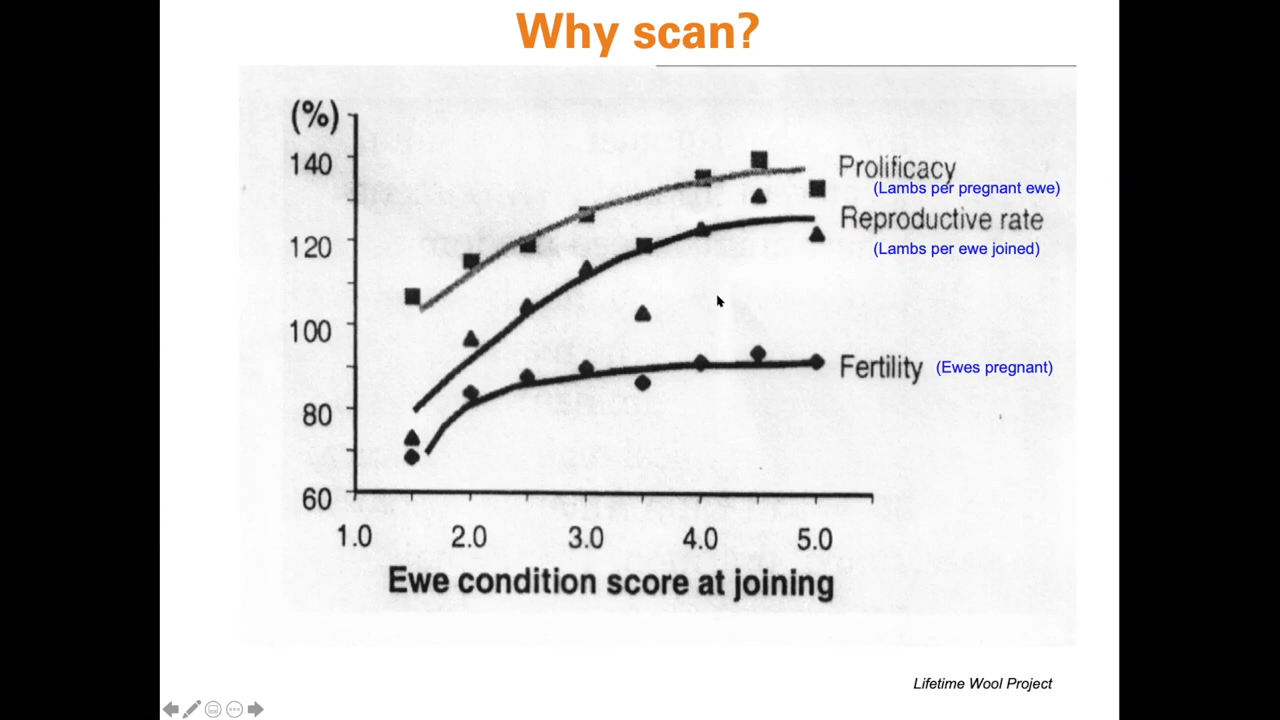 Why scan?
(%)
140
120
100
80
60
1.0 2.0 3.0 4.0 5.0
Ewe condition score at joining
Prolificacy
(Lambs per pregnant ewe)
Reproductive rate
(Lambs per ewe joined)
Fertility (Ewes pregnant)
Lifetime Wool Project